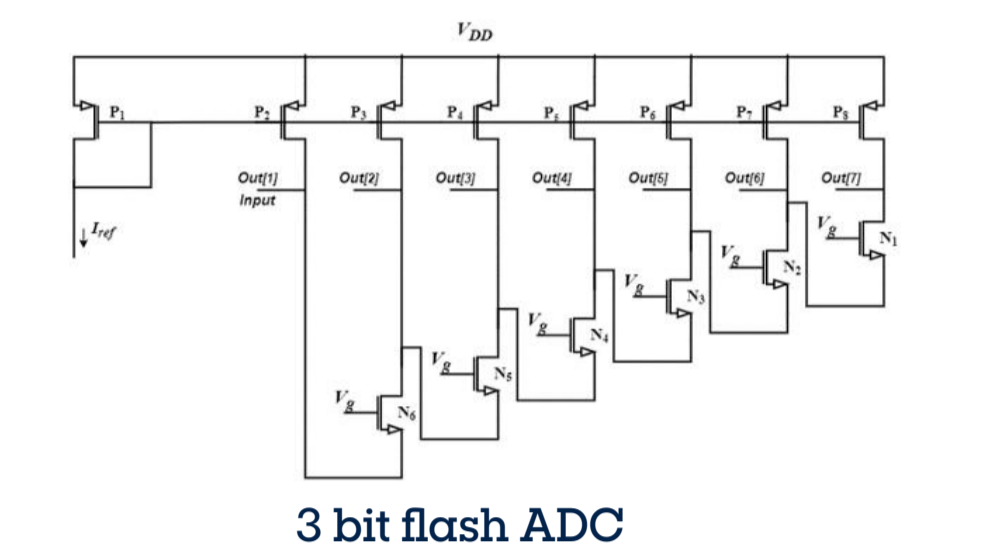 V_DD
P1 P2 P3 P4 P5 P6 P7 P8
Out[1] Out[2] Out[3] Out[4] Out[5] Out[6] Out[7]
Input
Iref
Vg N1
Vg N2
Vg N3
Vg N4
Vg N5
Vg N6
3 bit flash ADC